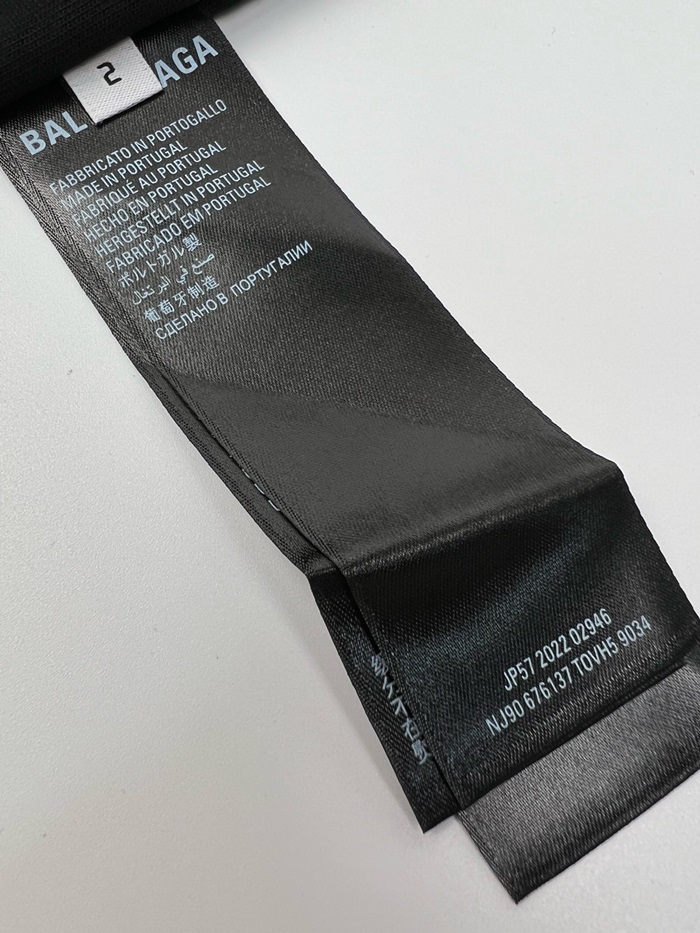 2
BAL AGA
FABBRICATO IN PORTOGALLO
MADE IN PORTUGAL
FABRIQUÉ AU PORTUGAL
HECHO EN PORTUGAL
HERGESTELLT IN PORTUGAL
FABRICADO EM PORTUGAL
ポルトガル製
صنع في البرتغال
葡萄牙制造
СДЕЛАНО В ПОРТУГАЛИИ
JP57 2022 02946
NJ90 676137 TOVH5 9034